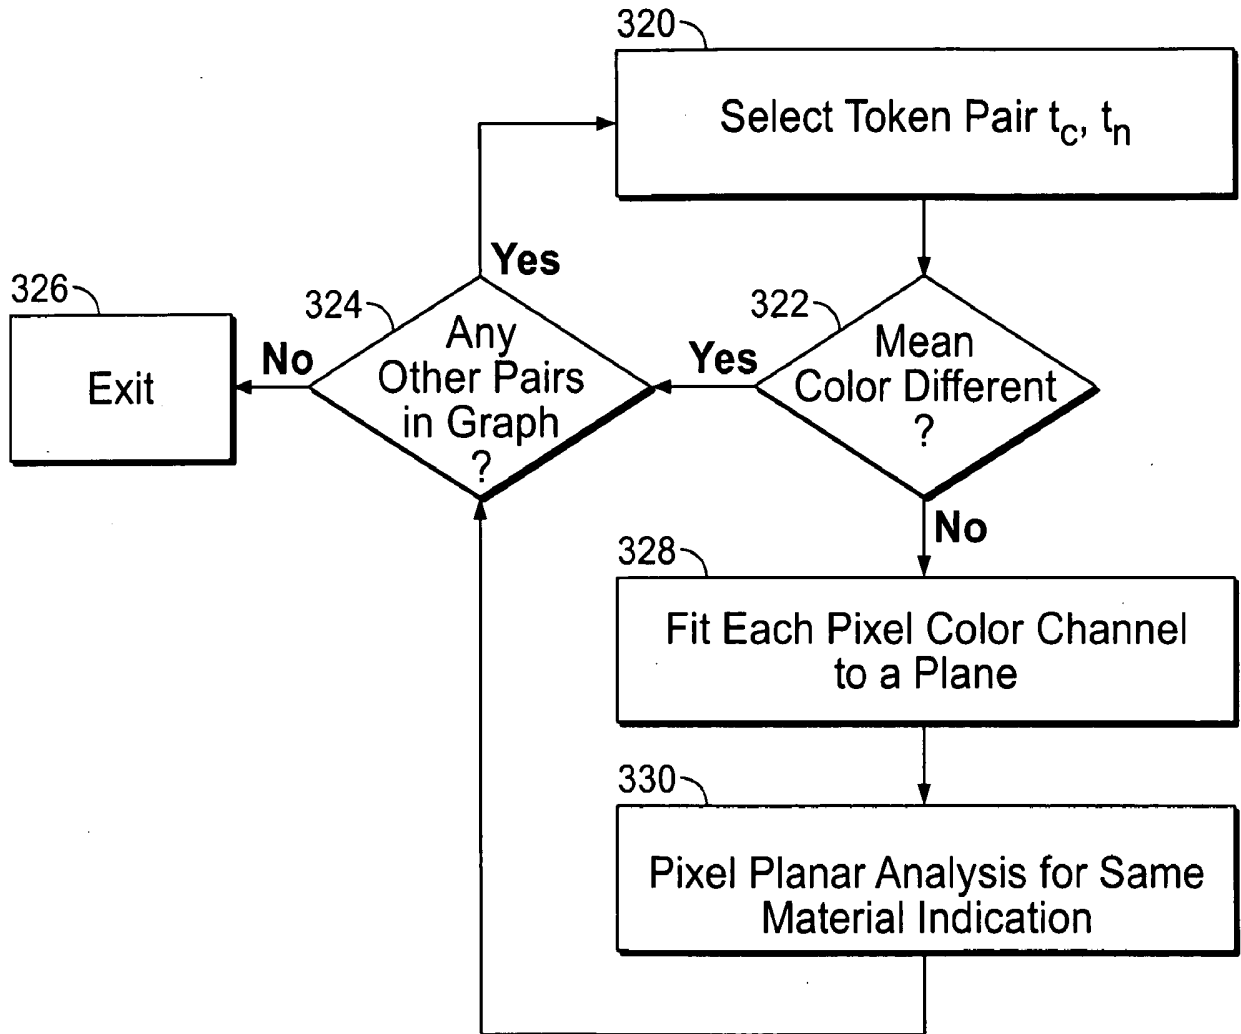 320
Select Token Pair tc, tn
326
Exit
No
324
Yes
Any
Other Pairs
in Graph
?
Yes
322
Mean
Color Different
?
No
328
Fit Each Pixel Color Channel
to a Plane
330
Pixel Planar Analysis for Same
Material Indication